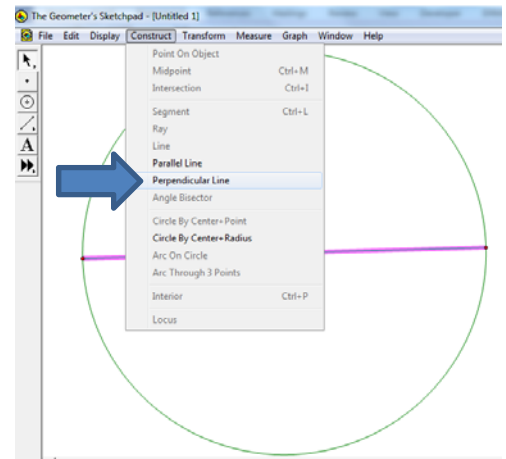 The Geometer's Sketchpad - [Untitled 1]
File Edit Display Construct Transform Measure Graph Window Help
Point On Object
Midpoint Ctrl+M
Intersection Ctrl+I
Segment Ctrl+L
Ray
Line
Parallel Line
Perpendicular Line
Angle Bisector
Circle By Center+Point
Circle By Center+Radius
Arc On Circle
Arc Through 3 Points
Interior Ctrl+P
Locus
A